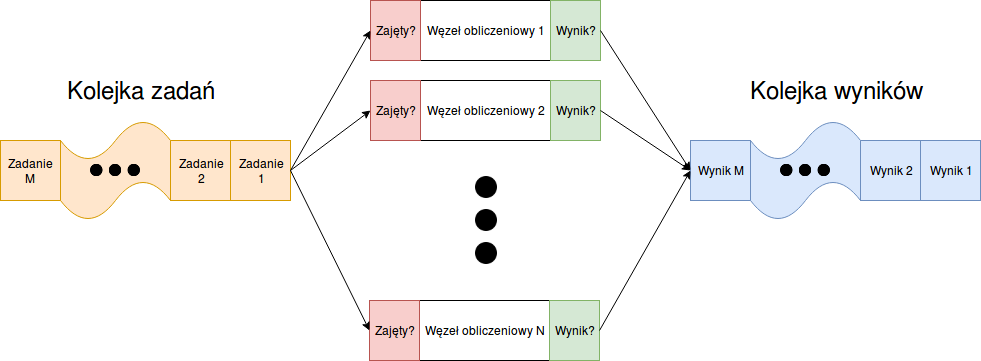 Zajęty?
Węzeł obliczeniowy 1
Wynik?
Kolejka zadań
Zajęty?
Węzeł obliczeniowy 2
Wynik?
Kolejka wyników
Zadanie
M
Zadanie
2
Zadanie
1
Wynik M
Wynik 2
Wynik 1
Zajęty?
Węzeł obliczeniowy N
Wynik?